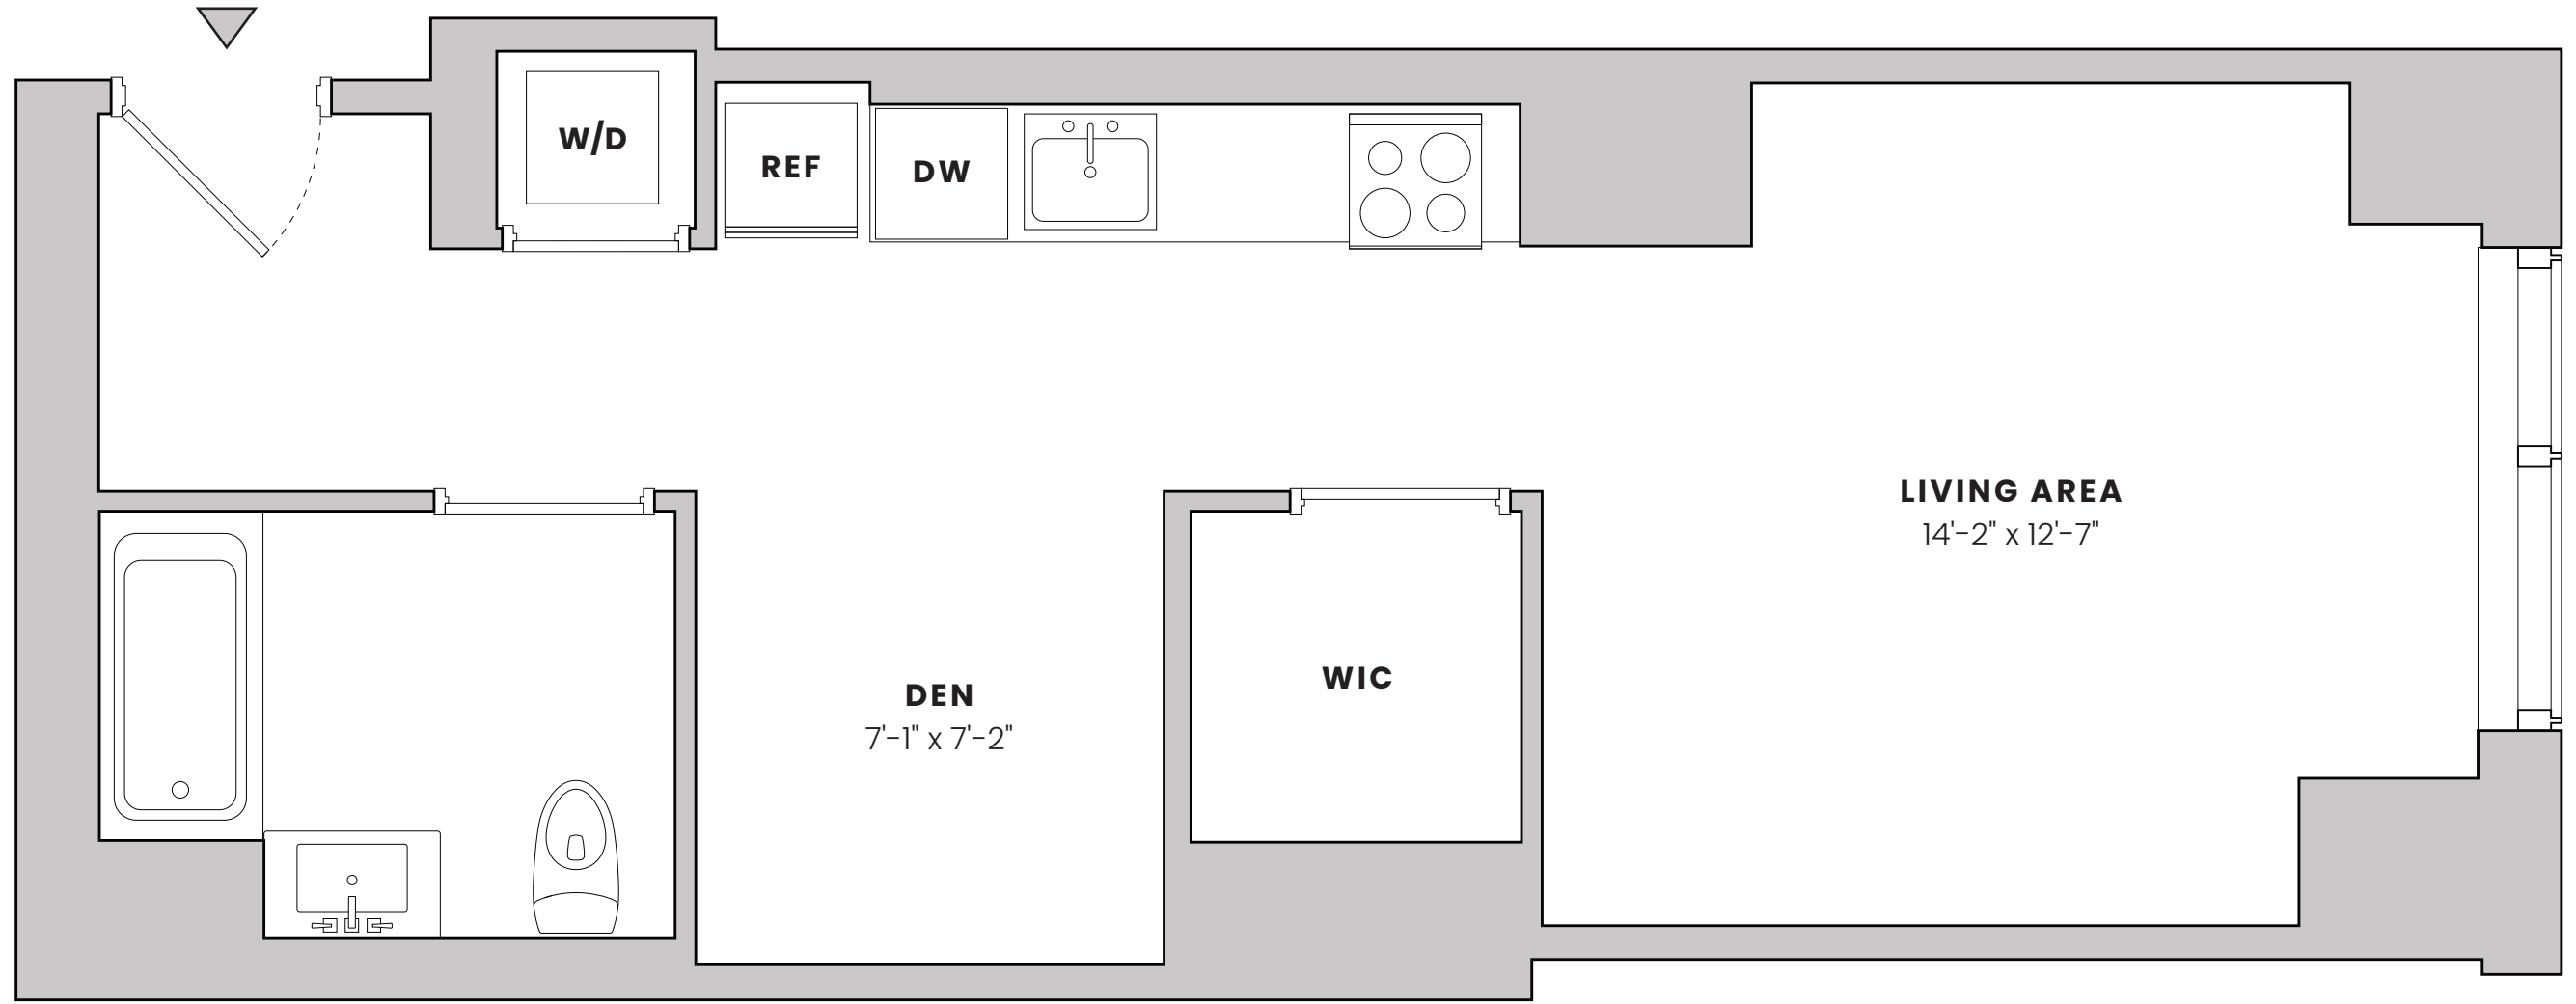 W/D
REF
DW
LIVING AREA
14'-2" x 12'-7"
WIC
DEN
7'-1" x 7'-2"